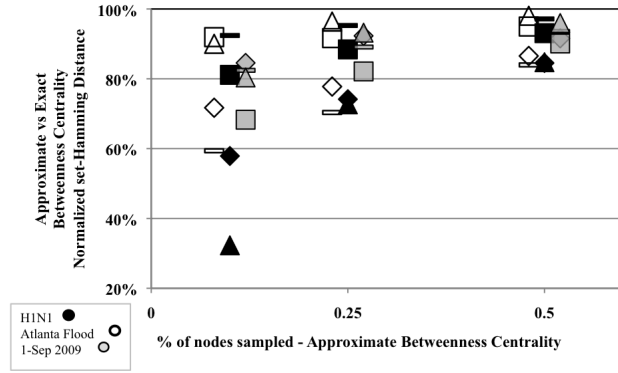 100%
80%
60%
40%
20%
Approximate vs Exact
Betweenness Centrality
Normalized set-Hamming Distance
0
0.25
0.5
% of nodes sampled - Approximate Betweenness Centrality
H1N1
Atlanta Flood
1-Sep 2009